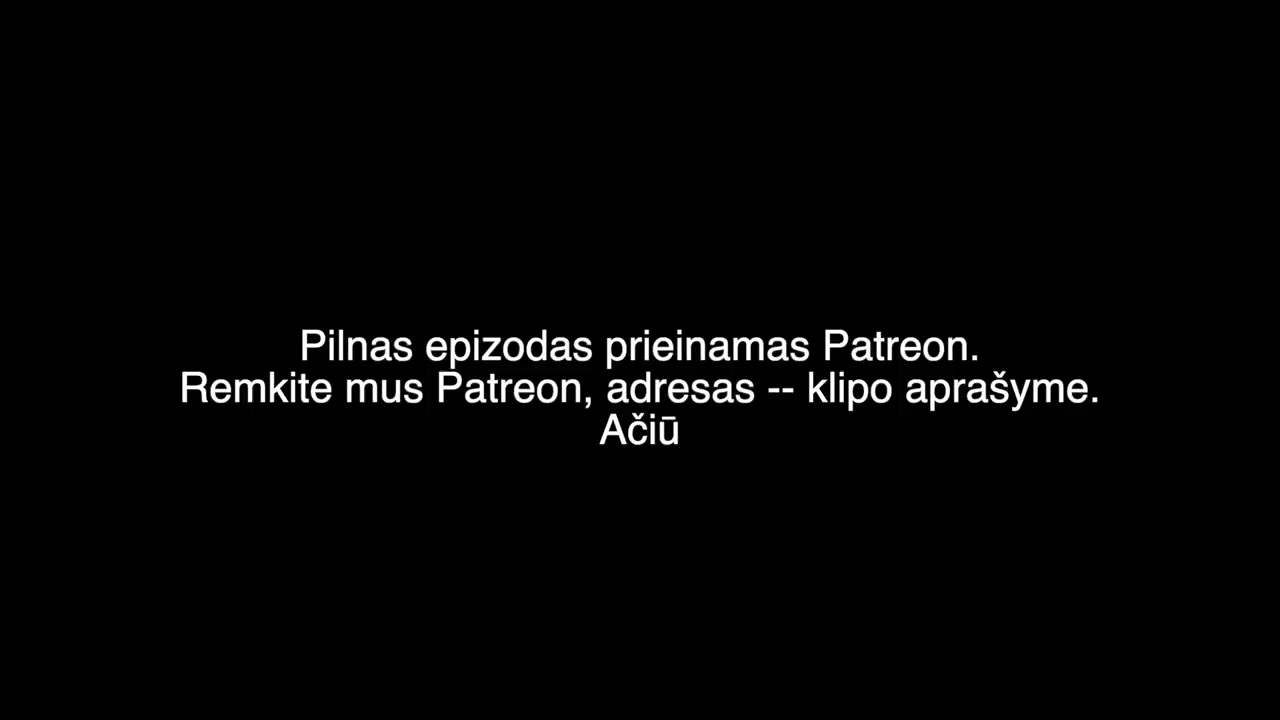 Pilnas epizodas prieinamas Patreon.
Remkite mus Patreon, adresas -- klipo aprašyme.
Ačiū